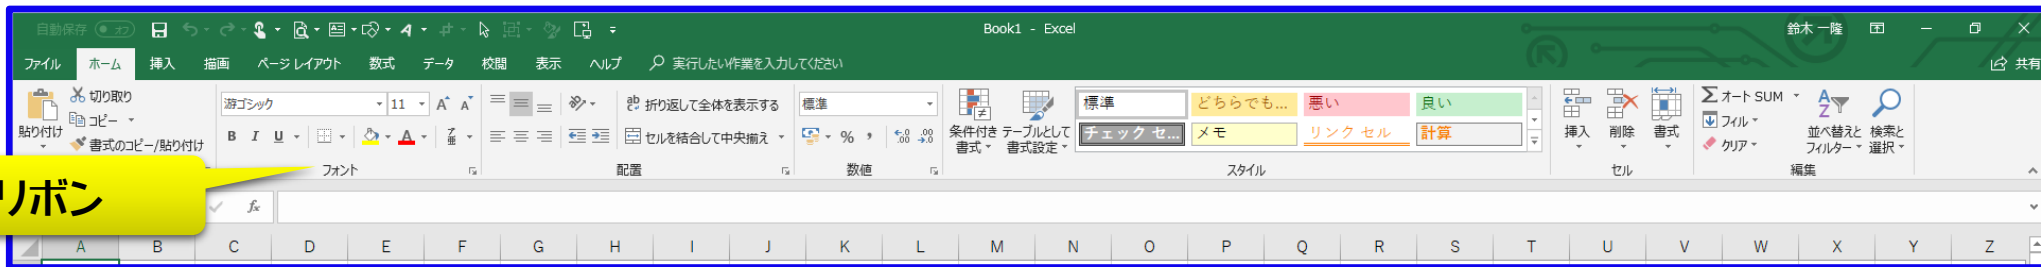 自動保存 オフ Book1 - Excel 鈴木 一隆
ファイル ホーム 挿入 描画 ページ レイアウト 数式 データ 校閲 表示 ヘルプ 実行したい作業を入力してください 共有
貼り付け
切り取り
コピー
書式のコピー/貼り付け
游ゴシック 11 A A
B I U A
フォント
ab 折り返して全体を表示する
セルを結合して中央揃え
配置
標準
% , .00 .00
数値
条件付き書式 テーブルとして書式設定
標準 どちらでも... 悪い 良い
チェック セ... メモ リンク セル 計算
スタイル
挿入 削除 書式
セル
Σ オート SUM
フィル
クリア
並べ替えと フィルター 検索と 選択
編集
リボン
fx
A B C D E F G H I J K L M N O P Q R S T U V W X Y Z